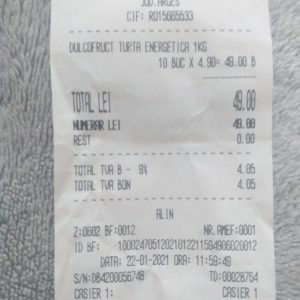 JUD.ARGES
CIF: RO15665533
DULCOFRUCT TURTA ENERGETICA 1KG
10 BUC X 4.90= 49.00 B
TOTAL LEI 49.00
NUMERAR LEI 49.00
REST 0.00
TOTAL TVA B - 9% 4.05
TOTAL TVA BON 4.05
ALIN
Z:0602 BF:0012 NR.AMEF:0001
ID BF:
DATA: 22-01-2021 ORA: 11:59:49
S/N:DB4200056748 TD:00028764
CASIER 1: CASIER 1